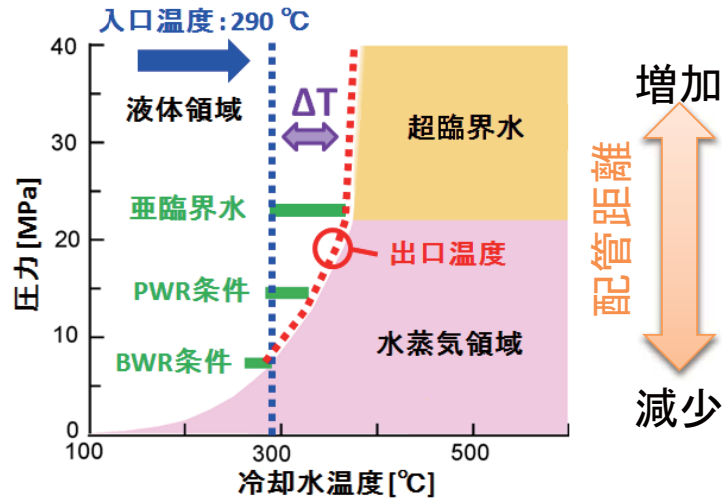 入口温度:290 ℃
40
30
20
10
0
圧力[MPa]
液体領域
ΔT
超臨界水
亜臨界水
出口温度
PWR条件
BWR条件
水蒸気領域
100
300
500
冷却水温度[℃]
増加
配管距離
減少